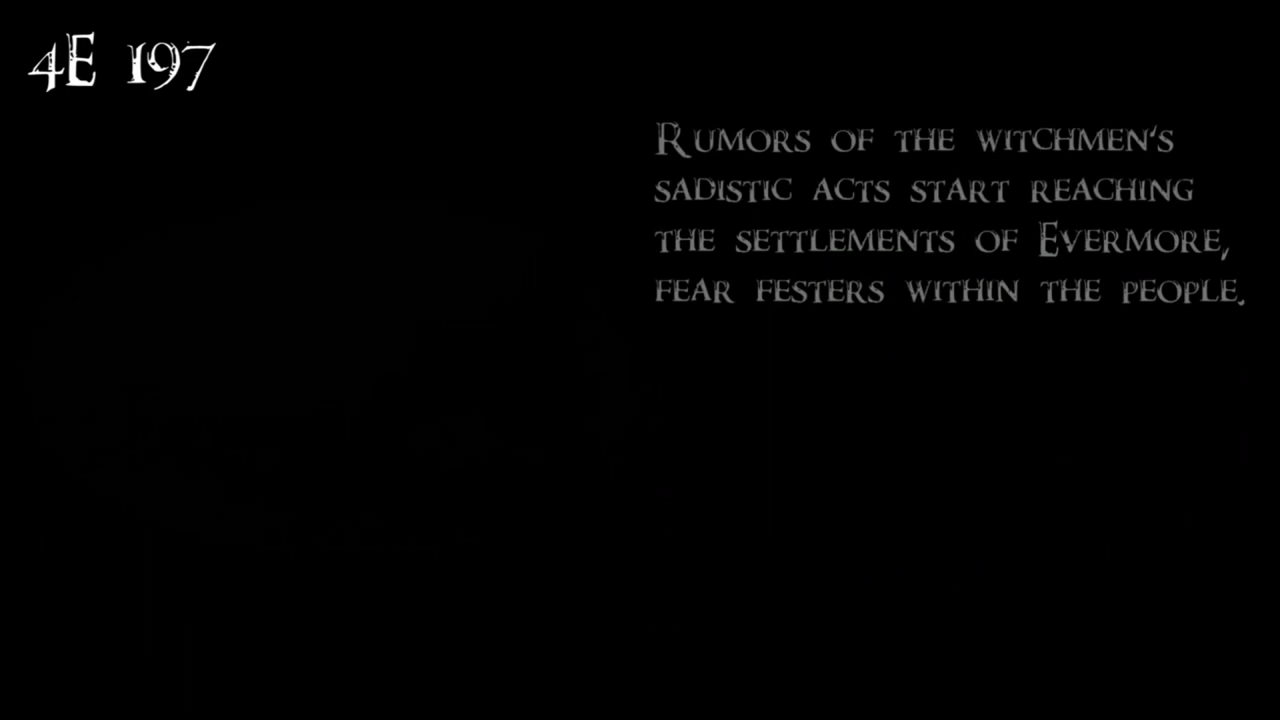 4E 197
Rumors of the witchmen's
sadistic acts start reaching
the settlements of Evermore,
fear festers within the people.